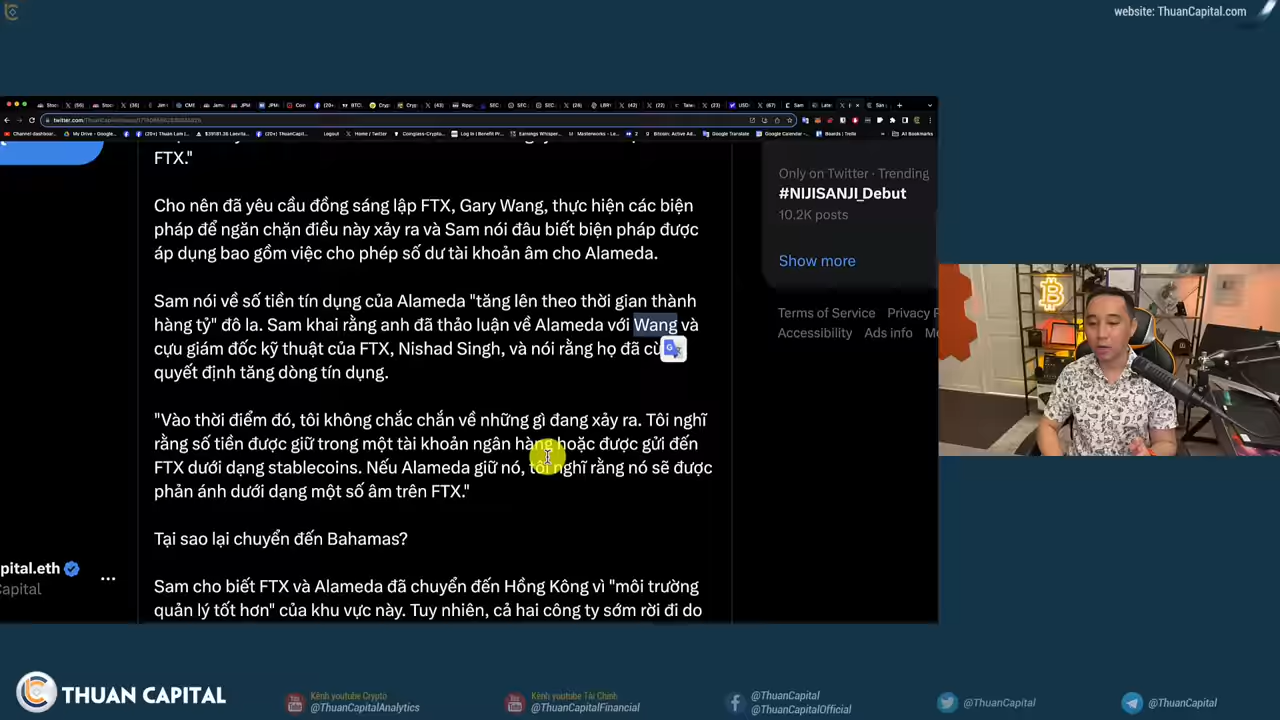 website: ThuanCapital.com
FTX."
Only on Twitter · Trending
#NIJISANJI_Debut
10.2K posts
Show more
Terms of Service Privacy P
Accessibility Ads info
Cho nên đã yêu cầu đồng sáng lập FTX, Gary Wang, thực hiện các biện
pháp để ngăn chặn điều này xảy ra và Sam nói đâu biết biện pháp được
áp dụng bao gồm việc cho phép số dư tài khoản âm cho Alameda.
Sam nói về số tiền tín dụng của Alameda "tăng lên theo thời gian thành
hàng tỷ" đô la. Sam khai rằng anh đã thảo luận về Alameda với Wang và
cựu giám đốc kỹ thuật của FTX, Nishad Singh, và nói rằng họ đã
quyết định tăng dòng tín dụng.
"Vào thời điểm đó, tôi không chắc chắn về những gì đang xảy ra. Tôi nghĩ
rằng số tiền được giữ trong một tài khoản ngân hàng hoặc được gửi đến
FTX dưới dạng stablecoins. Nếu Alameda giữ nó, tôi nghĩ rằng nó sẽ được
phản ánh dưới dạng một số âm trên FTX."
Tại sao lại chuyển đến Bahamas?
Sam cho biết FTX và Alameda đã chuyển đến Hồng Kông vì "môi trường
quản lý tốt hơn" của khu vực này. Tuy nhiên, cả hai công ty sớm rời đi do
pital.eth
Capital
THUAN CAPITAL
Kênh youtube Crypto
@ThuanCapitalAnalytics
Kênh youtube Tài Chính
@ThuanCapitalFinancial
@ThuanCapital
@ThuanCapitalOfficial
@ThuanCapital
@ThuanCapital